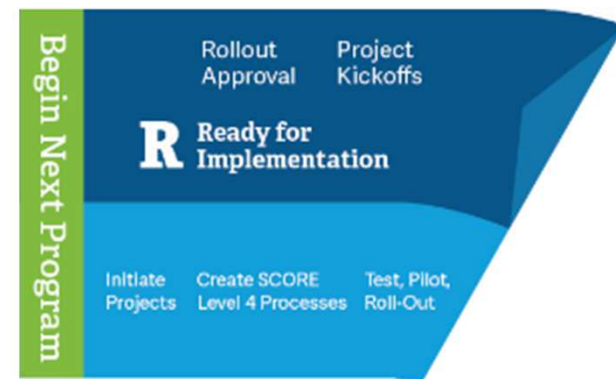 Begin Next Program
Rollout
Approval
Project
Kickoffs
R
Ready for
Implementation
Initiate
Projects
Create SCORE
Level 4 Processes
Test, Pilot,
Roll-Out